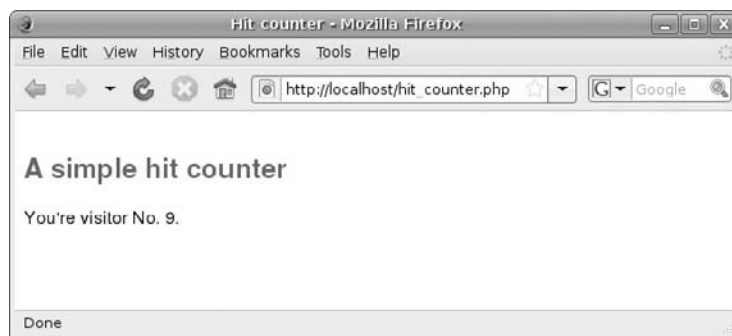 Hit counter - Mozilla Firefox
File Edit View History Bookmarks Tools Help
http://localhost/hit_counter.php G Google
A simple hit counter
You're visitor No. 9.
Done